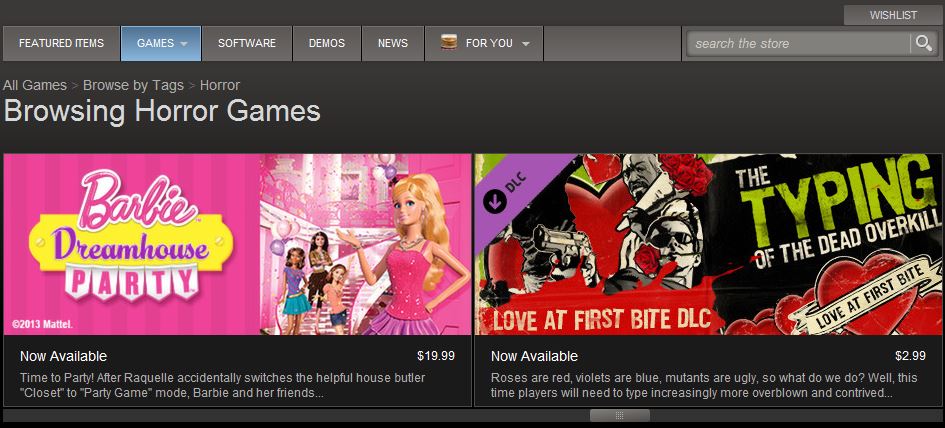 WISHLIST
FEATURED ITEMS GAMES SOFTWARE DEMOS NEWS FOR YOU search the store
All Games > Browse by Tags > Horror
Browsing Horror Games
Barbie™
Dreamhouse
PARTY
©2013 Mattel.
DLC
THE
TYPING
OF THE DEAD OVERKILL
LOVE AT FIRST BITE
LOVE AT FIRST BITE DLC
Now Available $19.99
Time to Party! After Raquelle accidentally switches the helpful house butler
"Closet" to "Party Game" mode, Barbie and her friends...
Now Available $2.99
Roses are red, violets are blue, mutants are ugly, so what do we do? Well, this
time players will need to type increasingly more overblown and contrived...